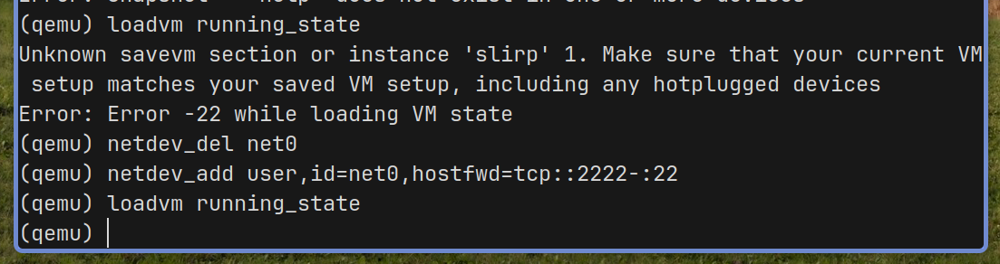 (qemu) loadvm running_state
Unknown savevm section or instance 'slirp' 1. Make sure that your current VM
setup matches your saved VM setup, including any hotplugged devices
Error: Error -22 while loading VM state
(qemu) netdev_del net0
(qemu) netdev_add user,id=net0,hostfwd=tcp::2222-:22
(qemu) loadvm running_state
(qemu)